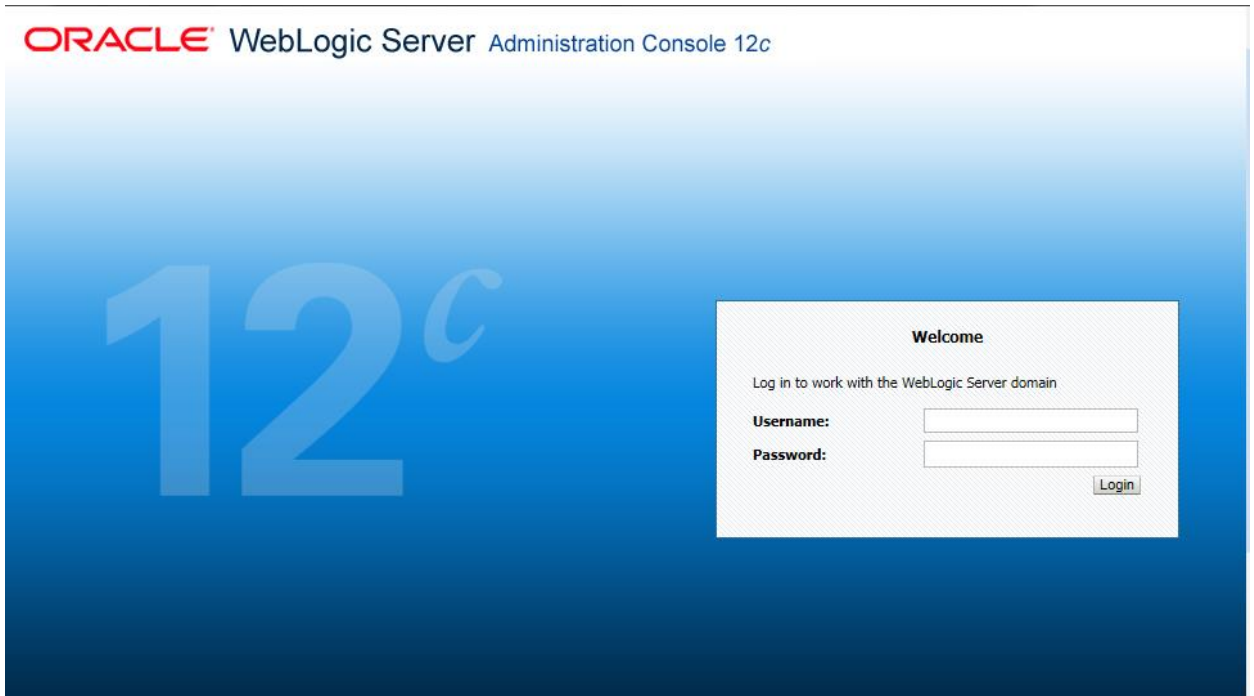 ORACLE WebLogic Server Administration Console 12c
12c
Welcome
Log in to work with the WebLogic Server domain
Username:
Password:
Login